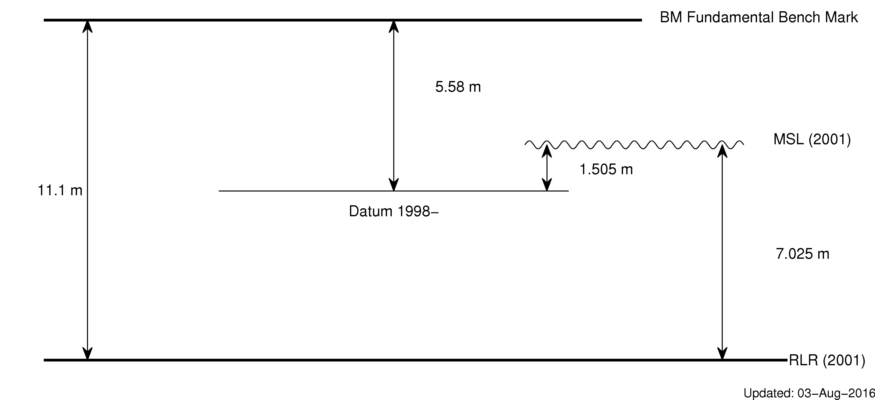 BM Fundamental Bench Mark
5.58 m
MSL (2001)
1.505 m
11.1 m
Datum 1998−
7.025 m
RLR (2001)
Updated: 03−Aug−2016